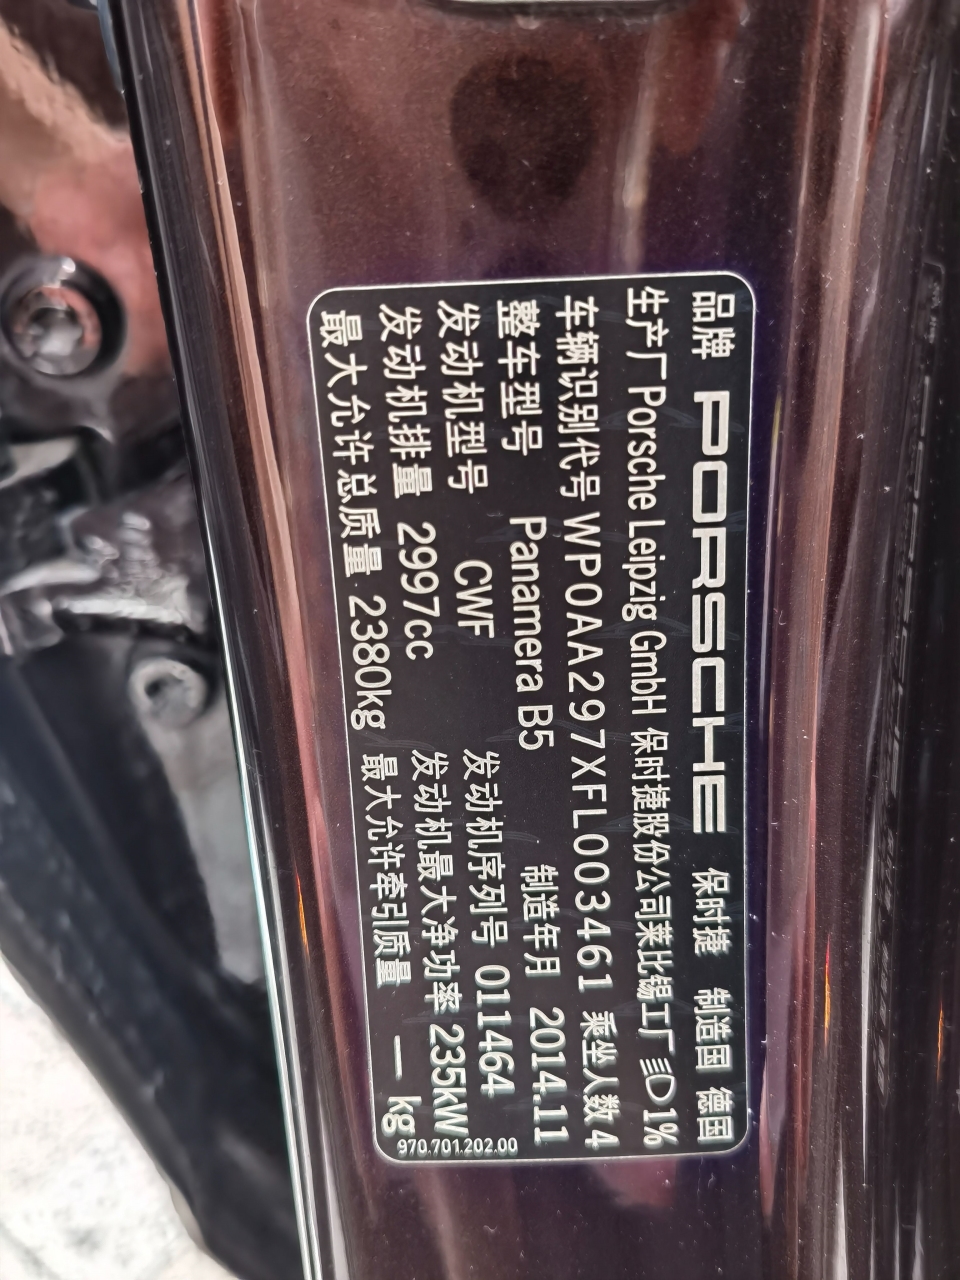 品牌 PORSCHE 保时捷 制造国 德国
生产厂 Porsche Leipzig GmbH 保时捷股份公司莱比锡工厂 1%
车辆识别代号 WP0AA297XFL003461 乘坐人数 4
整车型号 Panamera B5 制造年月 2014.11
发动机型号 CWF 发动机序列号 011464
发动机排量 2997cc 发动机最大净功率 235kW
最大允许总质量 2380kg 最大允许牵引质量 — kg
970.701.202.00